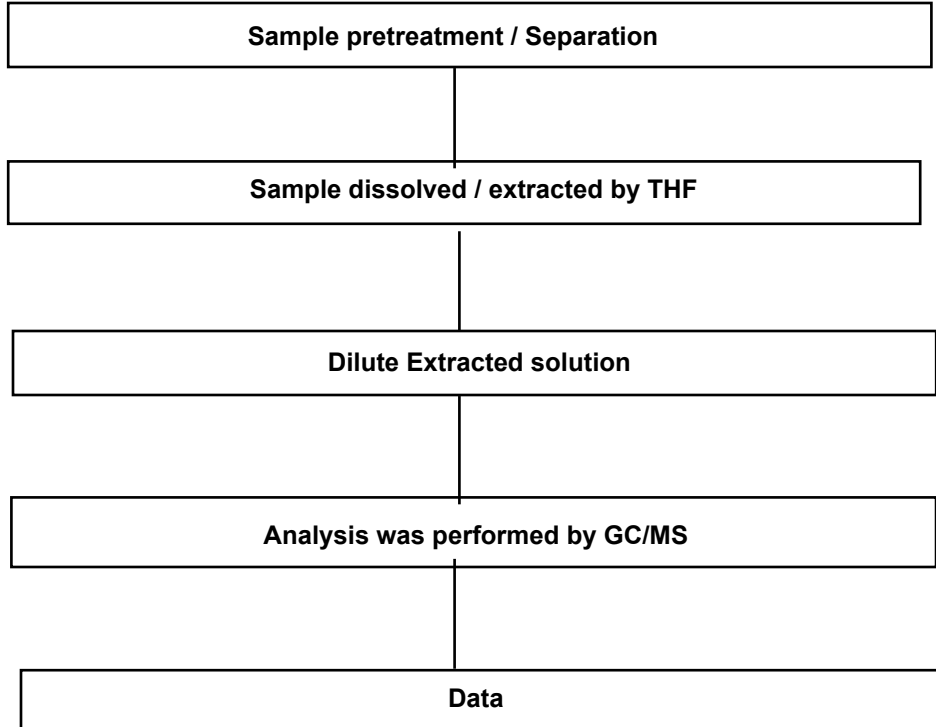 Sample pretreatment / Separation
Sample dissolved / extracted by THF
Dilute Extracted solution
Analysis was performed by GC/MS
Data